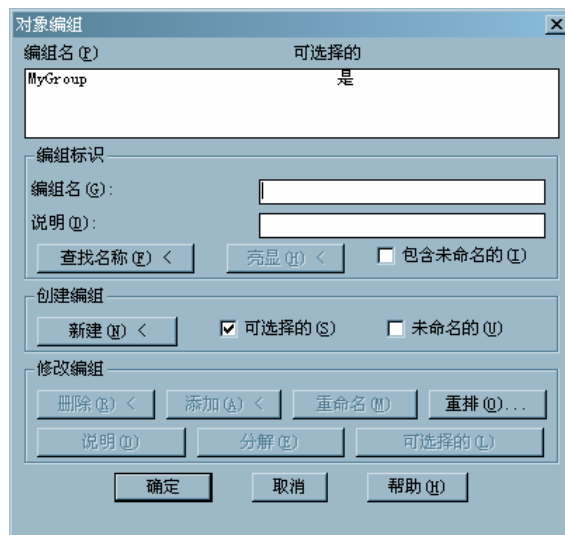 对象编组
编组名(P) 可选择的
MyGroup 是
编组标识
编组名(G):
说明(D):
查找名称(F) < 亮显(H) < 包含未命名的(I)
创建编组
新建(N) < 可选择的(S) 未命名的(U)
修改编组
删除(R) < 添加(A) < 重命名(M) 重排(O)...
说明(D) 分解(E) 可选择的(L)
确定 取消 帮助(H)